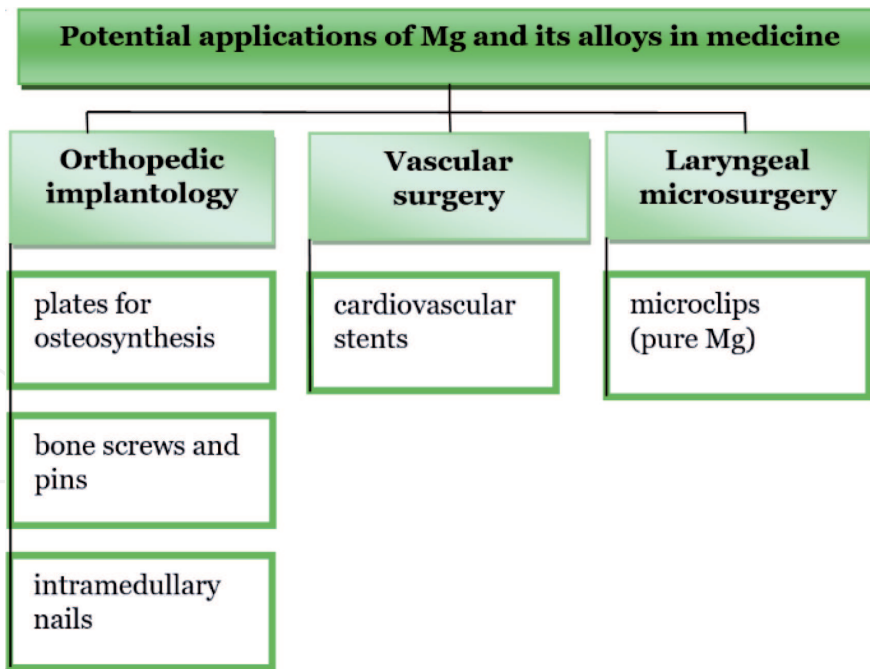 Potential applications of Mg and its alloys in medicine
Orthopedic
implantology
plates for
osteosynthesis
bone screws and
pins
intramedullary
nails
Vascular
surgery
cardiovascular
stents
Laryngeal
microsurgery
microclips
(pure Mg)